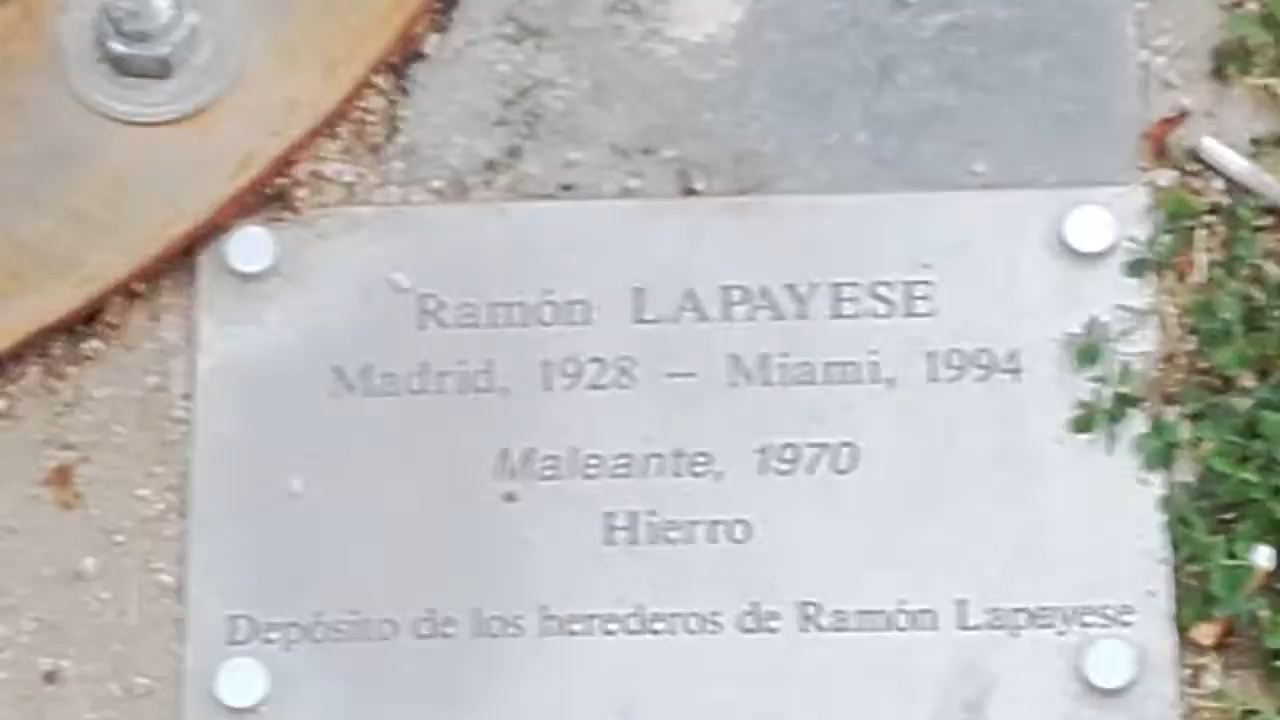 Ramón LAPAYESE
Madrid, 1928 – Miami, 1994
Maleante, 1970
Hierro
Depósito de los herederos de Ramón Lapayese